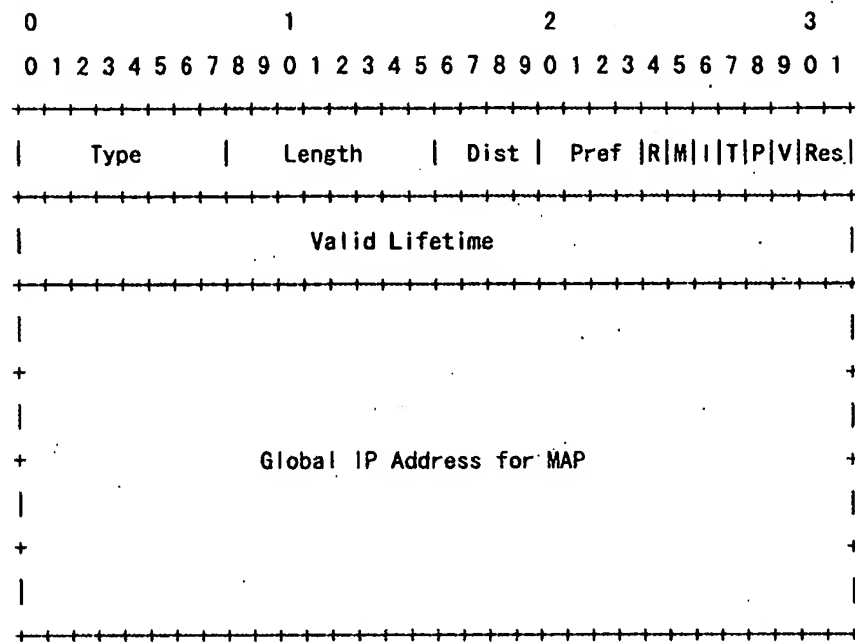 0 1 2 3
0 1 2 3 4 5 6 7 8 9 0 1 2 3 4 5 6 7 8 9 0 1 2 3 4 5 6 7 8 9 0 1
+-+-+-+-+-+-+-+-+-+-+-+-+-+-+-+-+-+-+-+-+-+-+-+-+-+-+-+-+-+-+-+-+
| Type | Length | Dist | Pref |R|M|I|T|P|V|Res|
+-+-+-+-+-+-+-+-+-+-+-+-+-+-+-+-+-+-+-+-+-+-+-+-+-+-+-+-+-+-+-+-+
| Valid Lifetime |
+-+-+-+-+-+-+-+-+-+-+-+-+-+-+-+-+-+-+-+-+-+-+-+-+-+-+-+-+-+-+-+-+
| |
+ +
| |
+ Global IP Address for MAP +
| |
+ +
| |
+-+-+-+-+-+-+-+-+-+-+-+-+-+-+-+-+-+-+-+-+-+-+-+-+-+-+-+-+-+-+-+-+